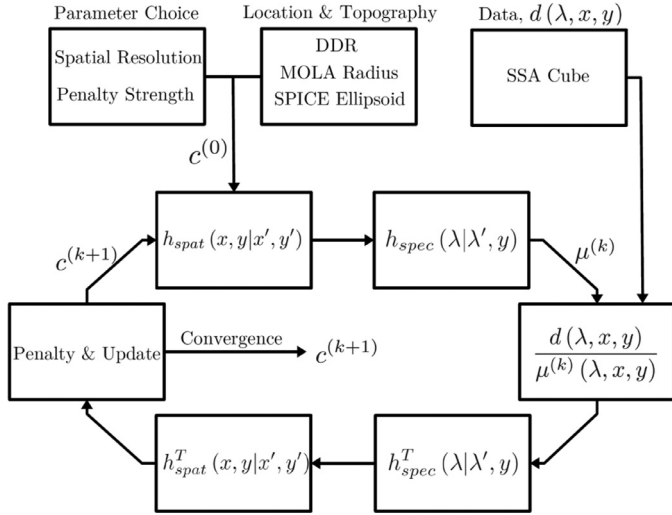 Parameter Choice
Location & Topography
Data, d (λ, x, y)
Spatial Resolution
Penalty Strength
DDR
MOLA Radius
SPICE Ellipsoid
SSA Cube
c^(0)
c^(k+1)
h_spat (x, y|x′, y′)
h_spec (λ|λ′, y)
μ^(k)
Penalty & Update
Convergence
c^(k+1)
d (λ, x, y)
μ^(k) (λ, x, y)
h^T_spat (x, y|x′, y′)
h^T_spec (λ|λ′, y)